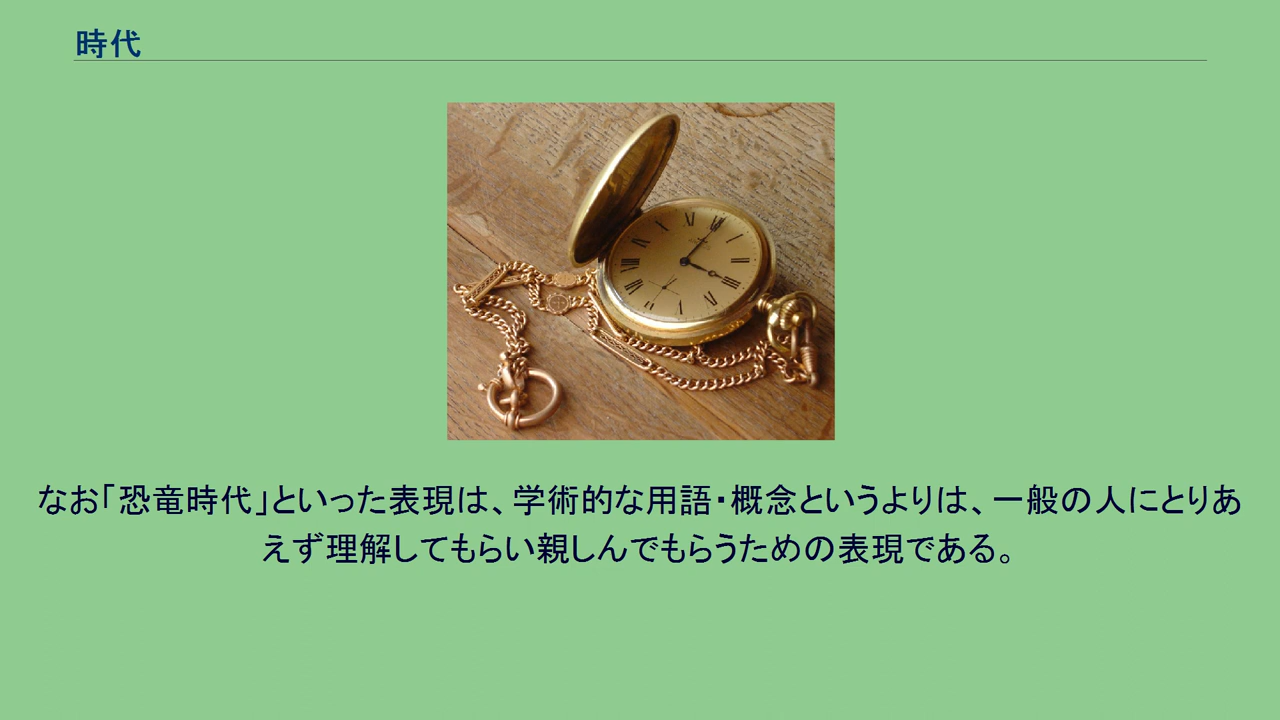 時代
なお「恐竜時代」といった表現は、学術的な用語・概念というよりは、一般の人にとりあ
えず理解してもらい親しんでもらうための表現である。